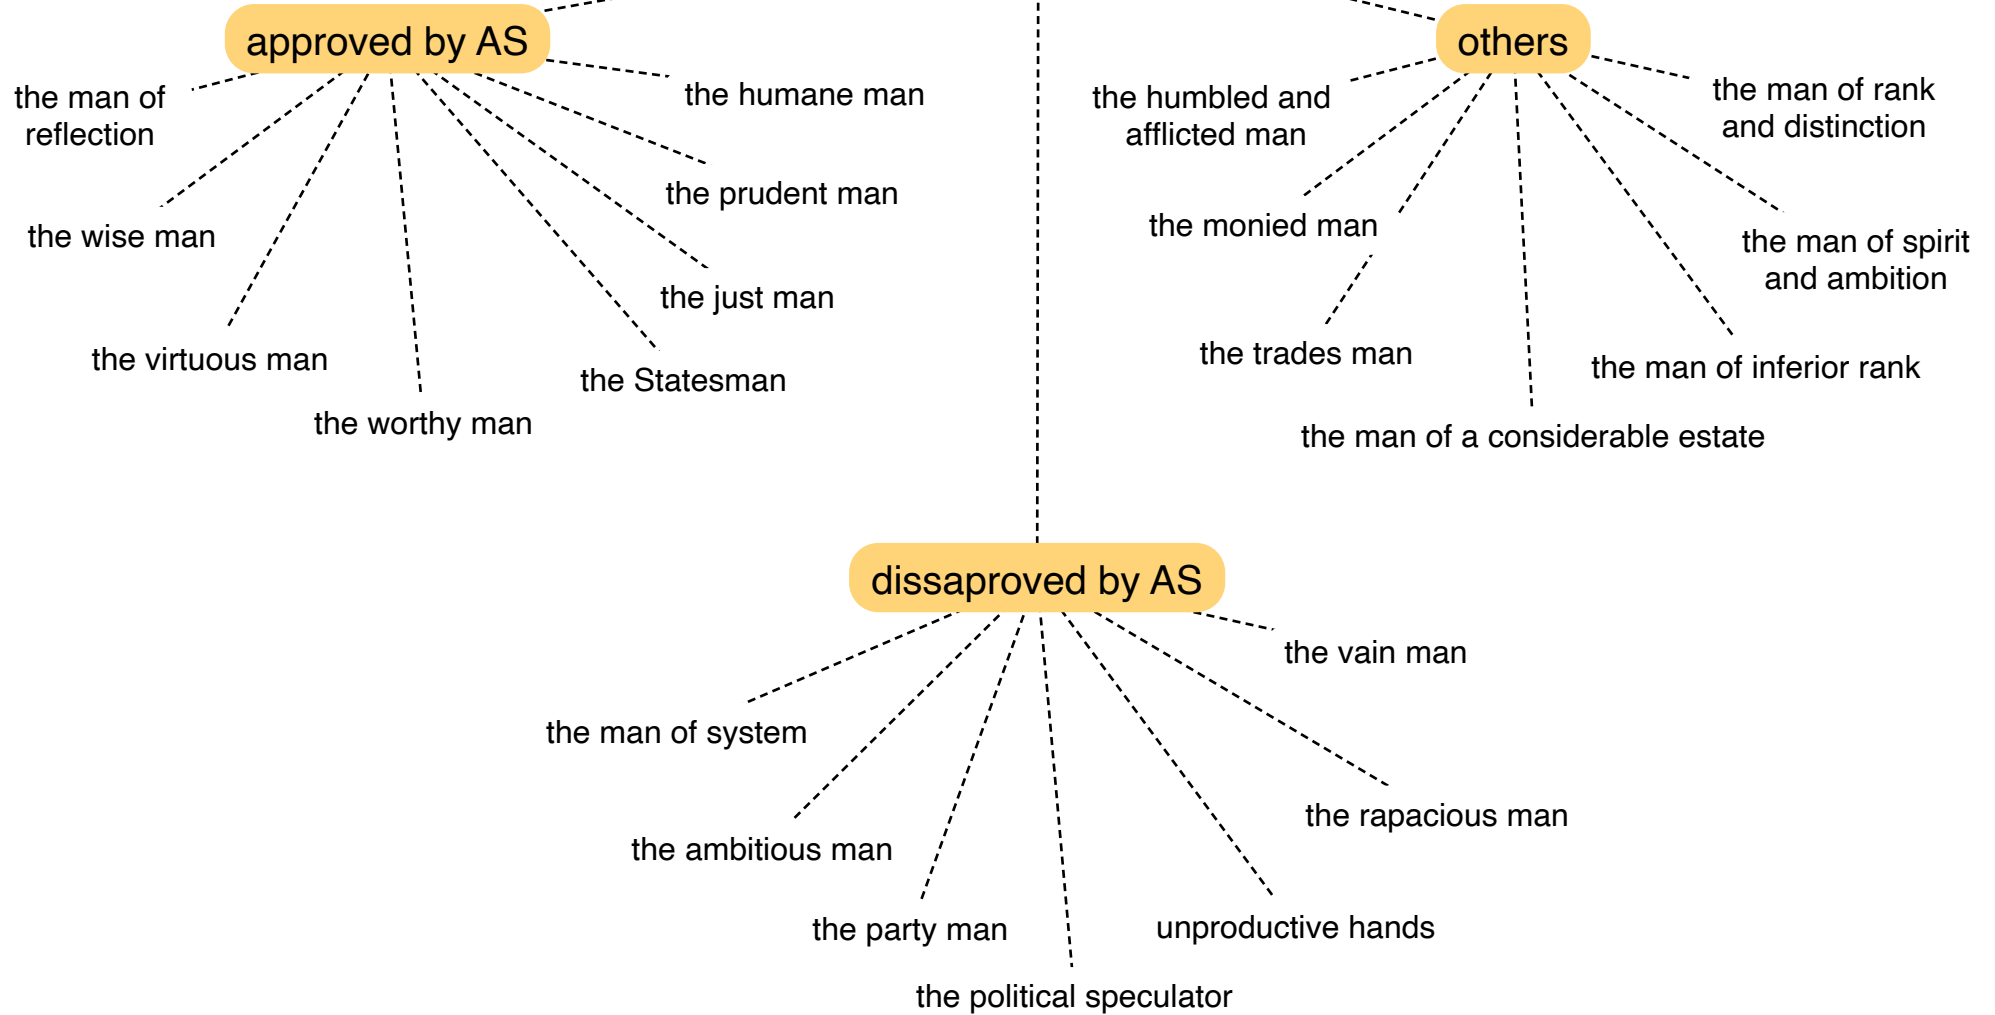 approved by AS
the man of
reflection
the wise man
the virtuous man
the worthy man
the Statesman
the just man
the prudent man
the humane man
others
the humbled and
afflicted man
the monied man
the trades man
the man of a considerable estate
the man of inferior rank
the man of spirit
and ambition
the man of rank
and distinction
dissaproved by AS
the man of system
the ambitious man
the party man
the political speculator
unproductive hands
the rapacious man
the vain man